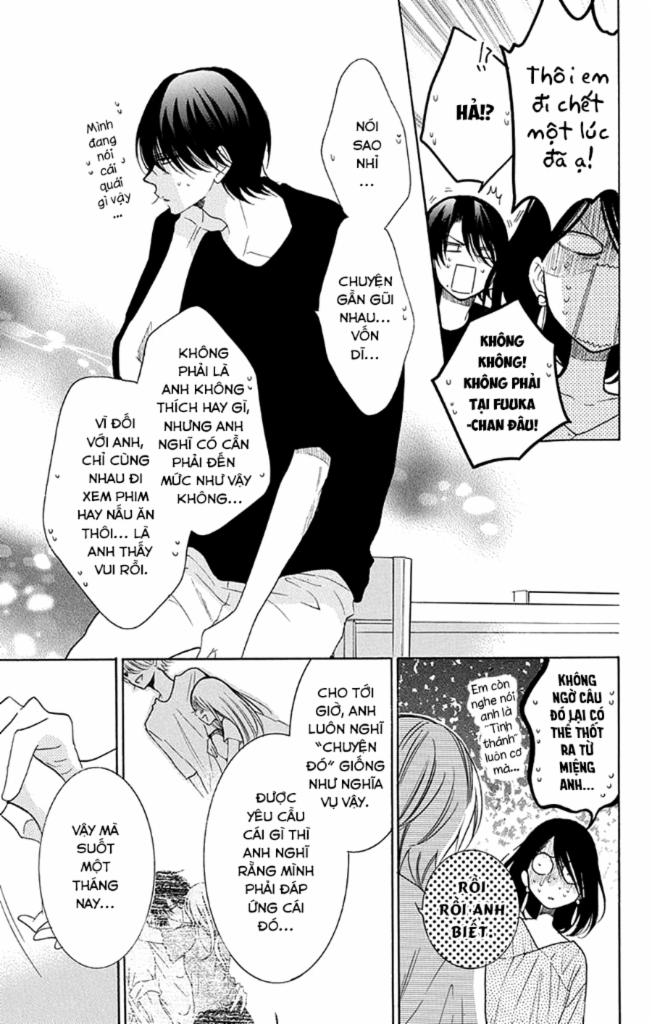 Thôi em
đi chết
một lúc
đã ạ!
!?
HẢ!?
KHÔNG
KHÔNG!
KHÔNG PHẢI
TẠI FUUKA
-CHAN ĐÂU!
NÓI
SAO
NHỈ
...
CHUYỆN
GẦN GŨI
NHAU...
VỐN
DĨ...
Mình
đang
nói
cái
quái
gì vậy
...
KHÔNG
PHẢI LÀ
ANH KHÔNG
THÍCH HAY GÌ,
NHƯNG ANH
NGHĨ CÓ CẦN
PHẢI ĐẾN
MỨC NHƯ VẬY
KHÔNG...
VÌ ĐỐI
VỚI ANH,
CHỈ CÙNG
NHAU ĐI
XEM PHIM
HAY NẤU ĂN
THÔI... LÀ
ANH THẤY
VUI RỒI.
KHÔNG
NGỜ CÂU
ĐÓ LẠI CÓ
THỂ THỐT
RA TỪ
MIỆNG
ANH...
Em còn
nghe nói
anh là
"Tình
thánh"
luôn cơ
mà...
RỒI
RỒI ANH
BIẾT
CHO TỚI
GIỜ, ANH
LUÔN NGHĨ
"CHUYỆN
ĐÓ" GIỐNG
NHƯ NGHĨA
VỤ VẬY.
ĐƯỢC
YÊU CẦU
CÁI GÌ THÌ
ANH NGHĨ
RẰNG MÌNH
PHẢI ĐÁP
ỨNG CÁI
ĐÓ...
VẬY MÀ
SUỐT
MỘT
THÁNG
NAY...